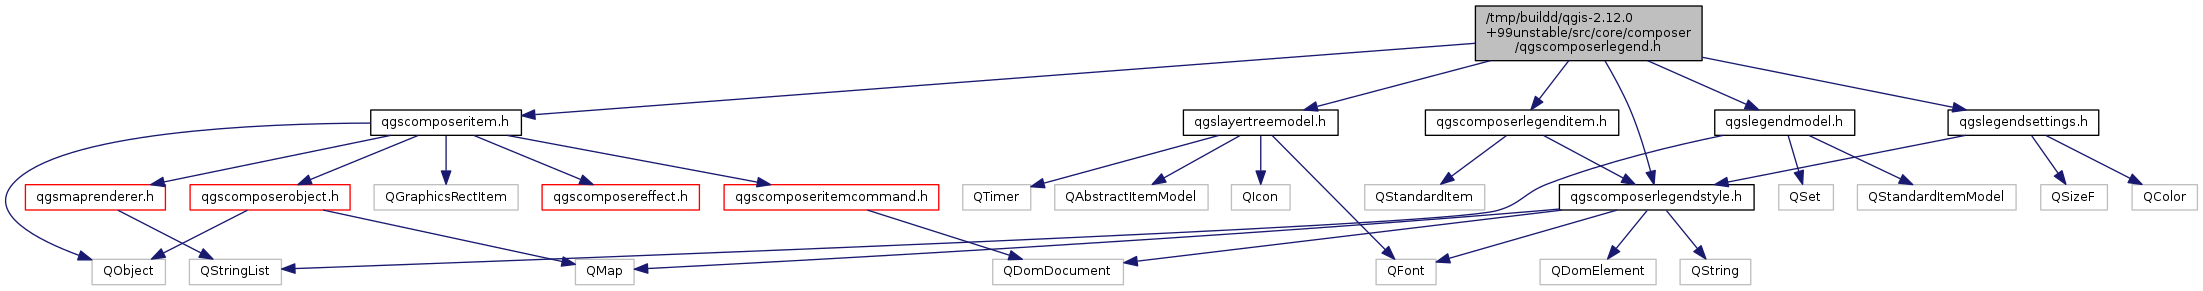 /tmp/buildd/qgis-2.12.0
+99unstable/src/core/composer
/qgscomposerlegend.h
qgscomposeritem.h
qgslayertreemodel.h
qgscomposerlegenditem.h
qgslegendmodel.h
qgslegendsettings.h
qgsmaprenderer.h
qgscomposerobject.h
QGraphicsRectItem
qgscomposereffect.h
qgscomposeritemcommand.h
QTimer
QAbstractItemModel
QIcon
QStandardItem
qgscomposerlegendstyle.h
QSet
QStandardItemModel
QSizeF
QColor
QObject
QStringList
QMap
QDomDocument
QFont
QDomElement
QString